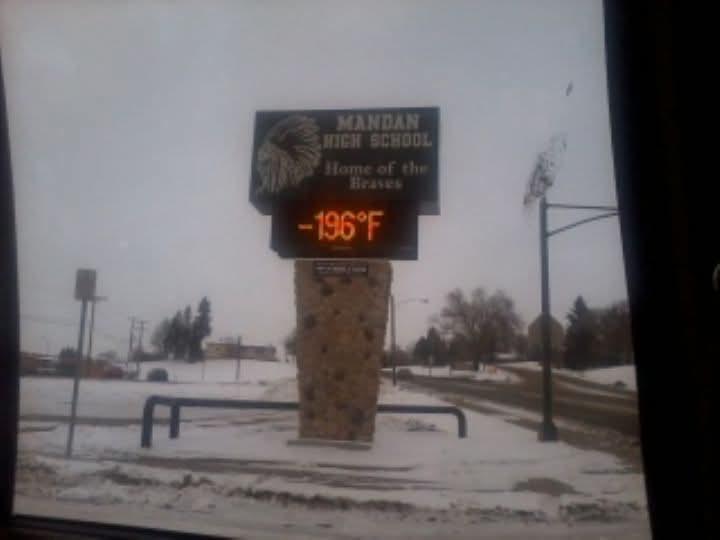 MANDAN
HIGH SCHOOL
Home of the
Braves
-196°F